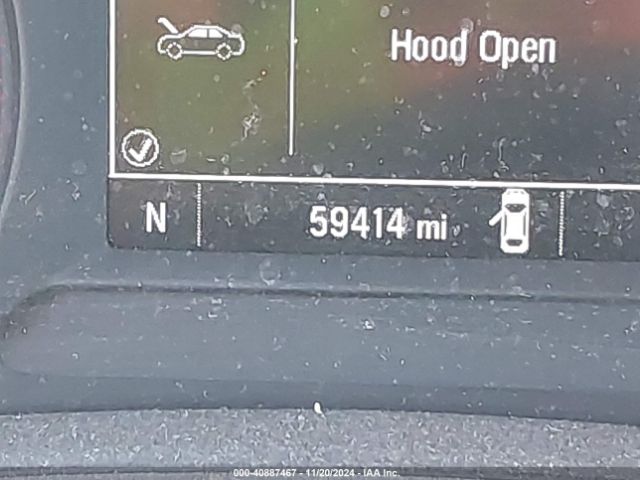 Hood Open
N 59414 mi
000-40887467 - 11/20/2024 - IAA Inc.